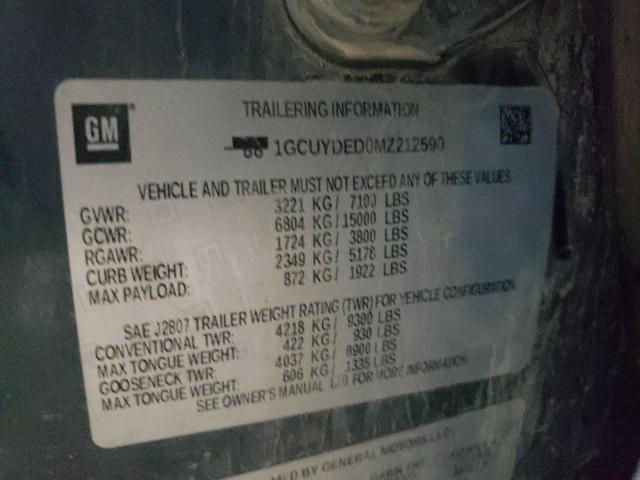 GM
TRAILERING INFORMATION
1GCUYDED0MZ212590
VEHICLE AND TRAILER MUST NOT EXCEED ANY OF THESE VALUES
GVWR: 3221 KG/ 7100 LBS
GCWR: 6804 KG/15000 LBS
RGAWR: 1724 KG/ 3800 LBS
CURB WEIGHT: 2349 KG/ 5178 LBS
MAX PAYLOAD: 872 KG/ 1922 LBS
SAE J2807 TRAILER WEIGHT RATING (TWR) FOR VEHICLE CONFIGURATION
CONVENTIONAL TWR: 4218 KG/ 9300 LBS
MAX TONGUE WEIGHT: 422 KG/ 930 LBS
GOOSENECK TWR: 4037 KG/ 8900 LBS
MAX TONGUE WEIGHT: 606 KG/ 1335 LBS
SEE OWNER'S MANUAL FOR MORE INFORMATION
BY GENERAL MOTORS LLC
GAWR FRT